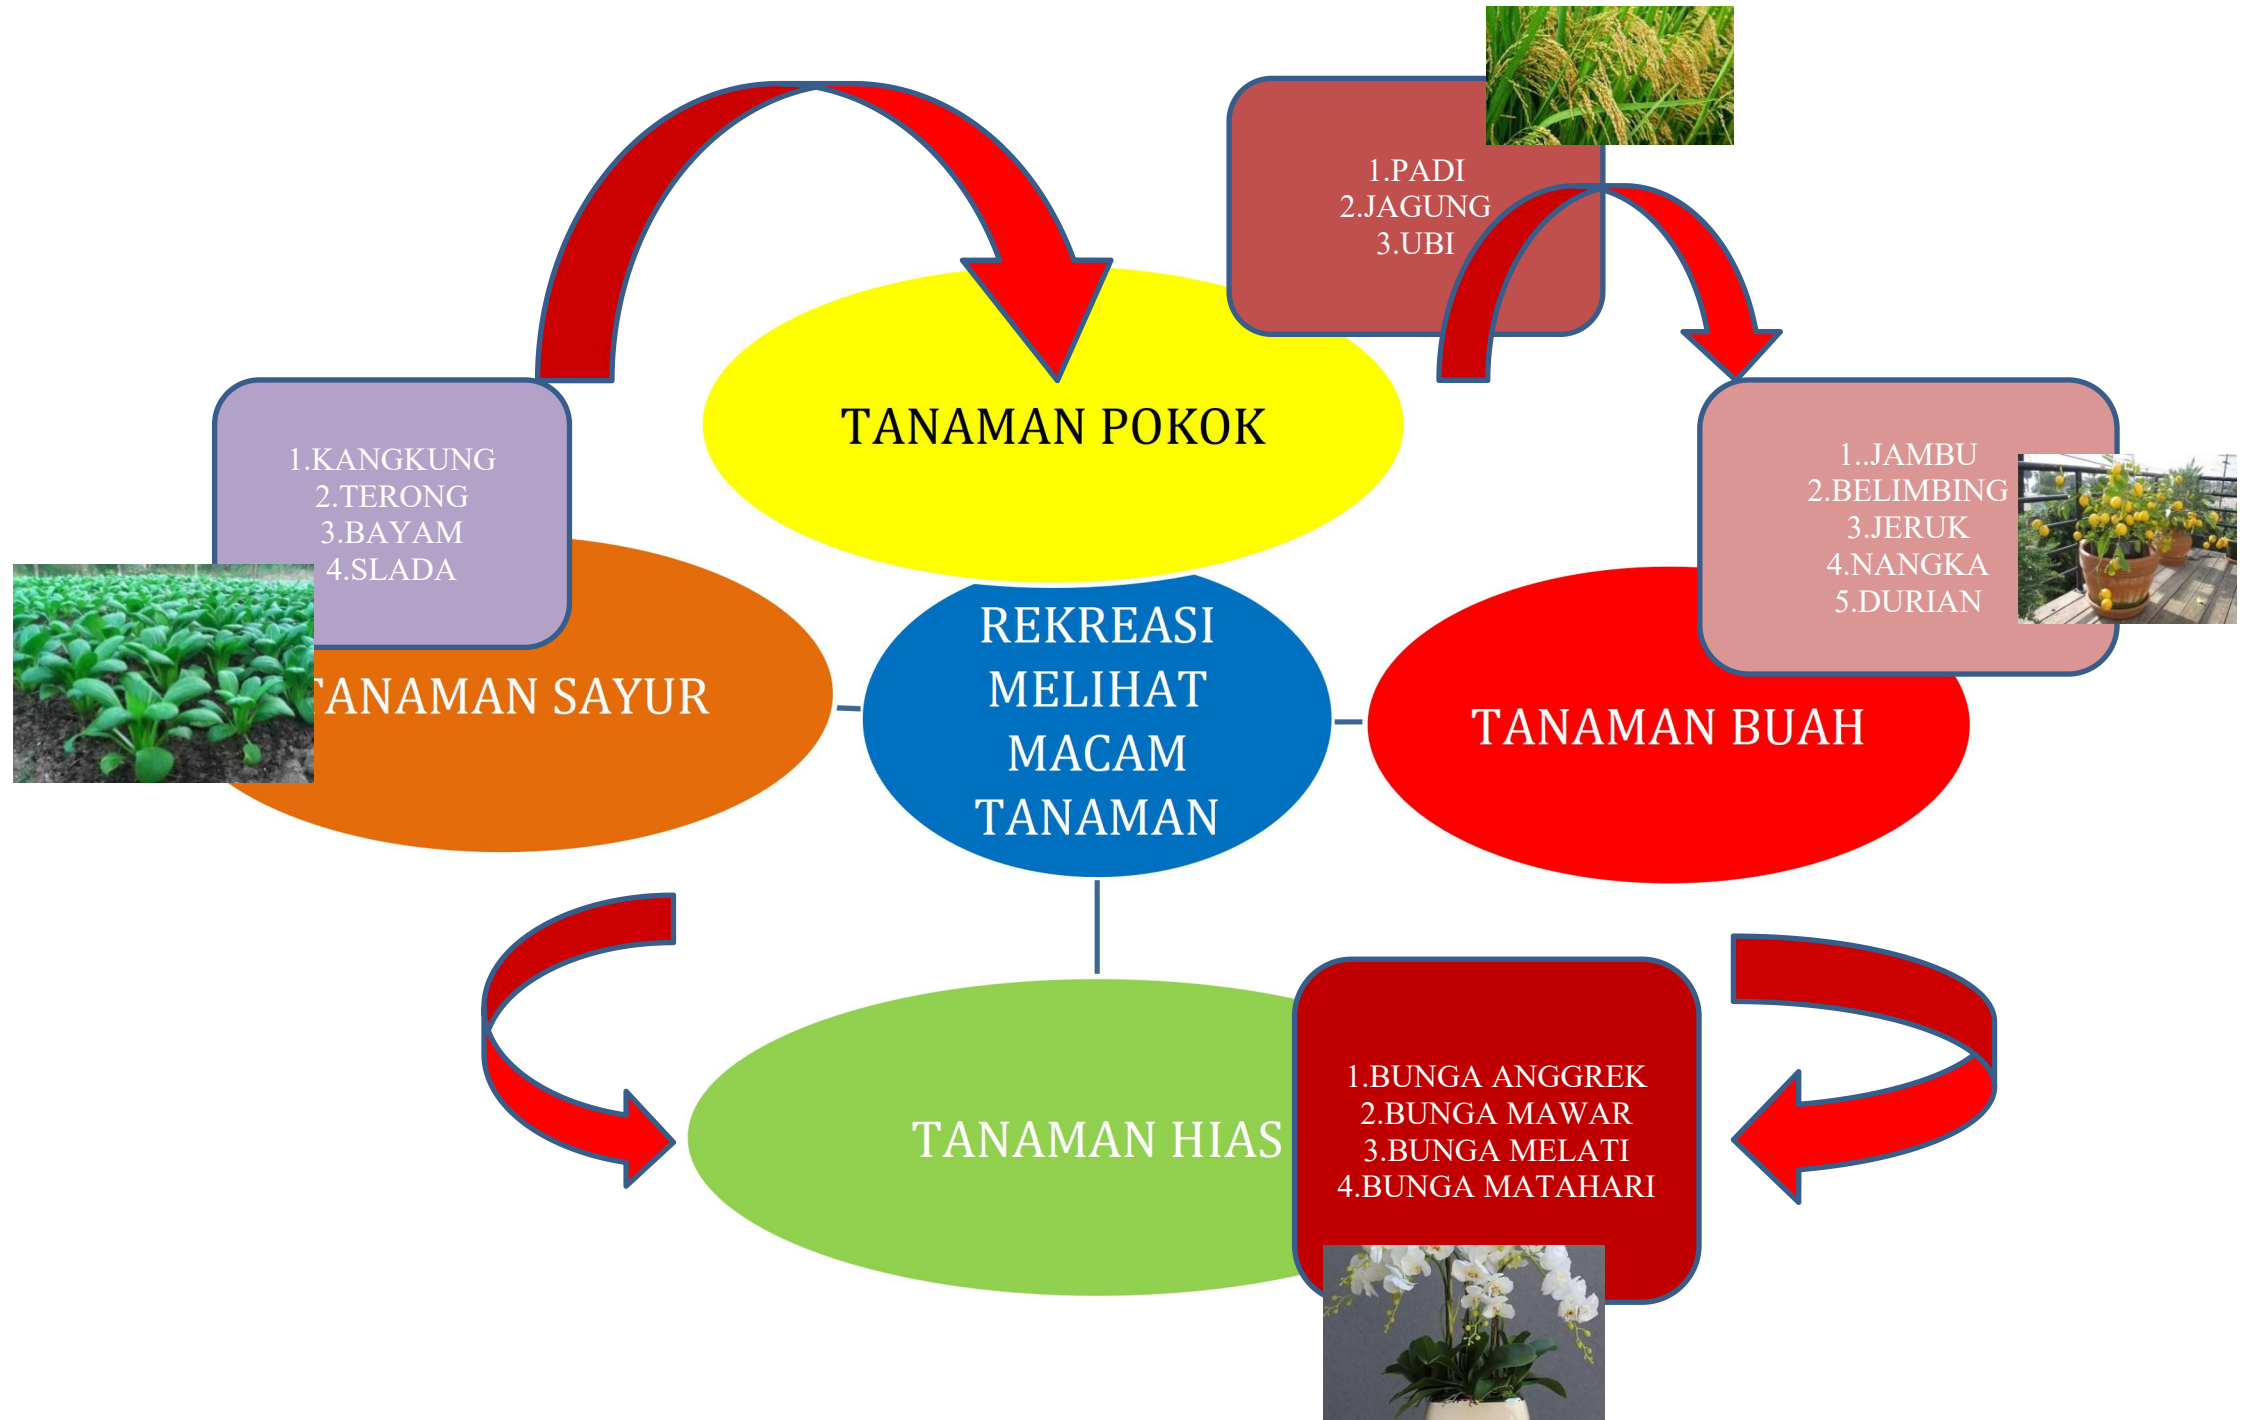 1.PADI
2.JAGUNG
3.UBI
TANAMAN POKOK
1.KANGKUNG
2.TERONG
3.BAYAM
4.SLADA
1..JAMBU
2.BELIMBING
3.JERUK
4.NANGKA
5.DURIAN
REKREASI
MELIHAT
MACAM
TANAMAN
TANAMAN SAYUR
TANAMAN BUAH
TANAMAN HIAS
1.BUNGA ANGGREK
2.BUNGA MAWAR
3.BUNGA MELATI
4.BUNGA MATAHARI